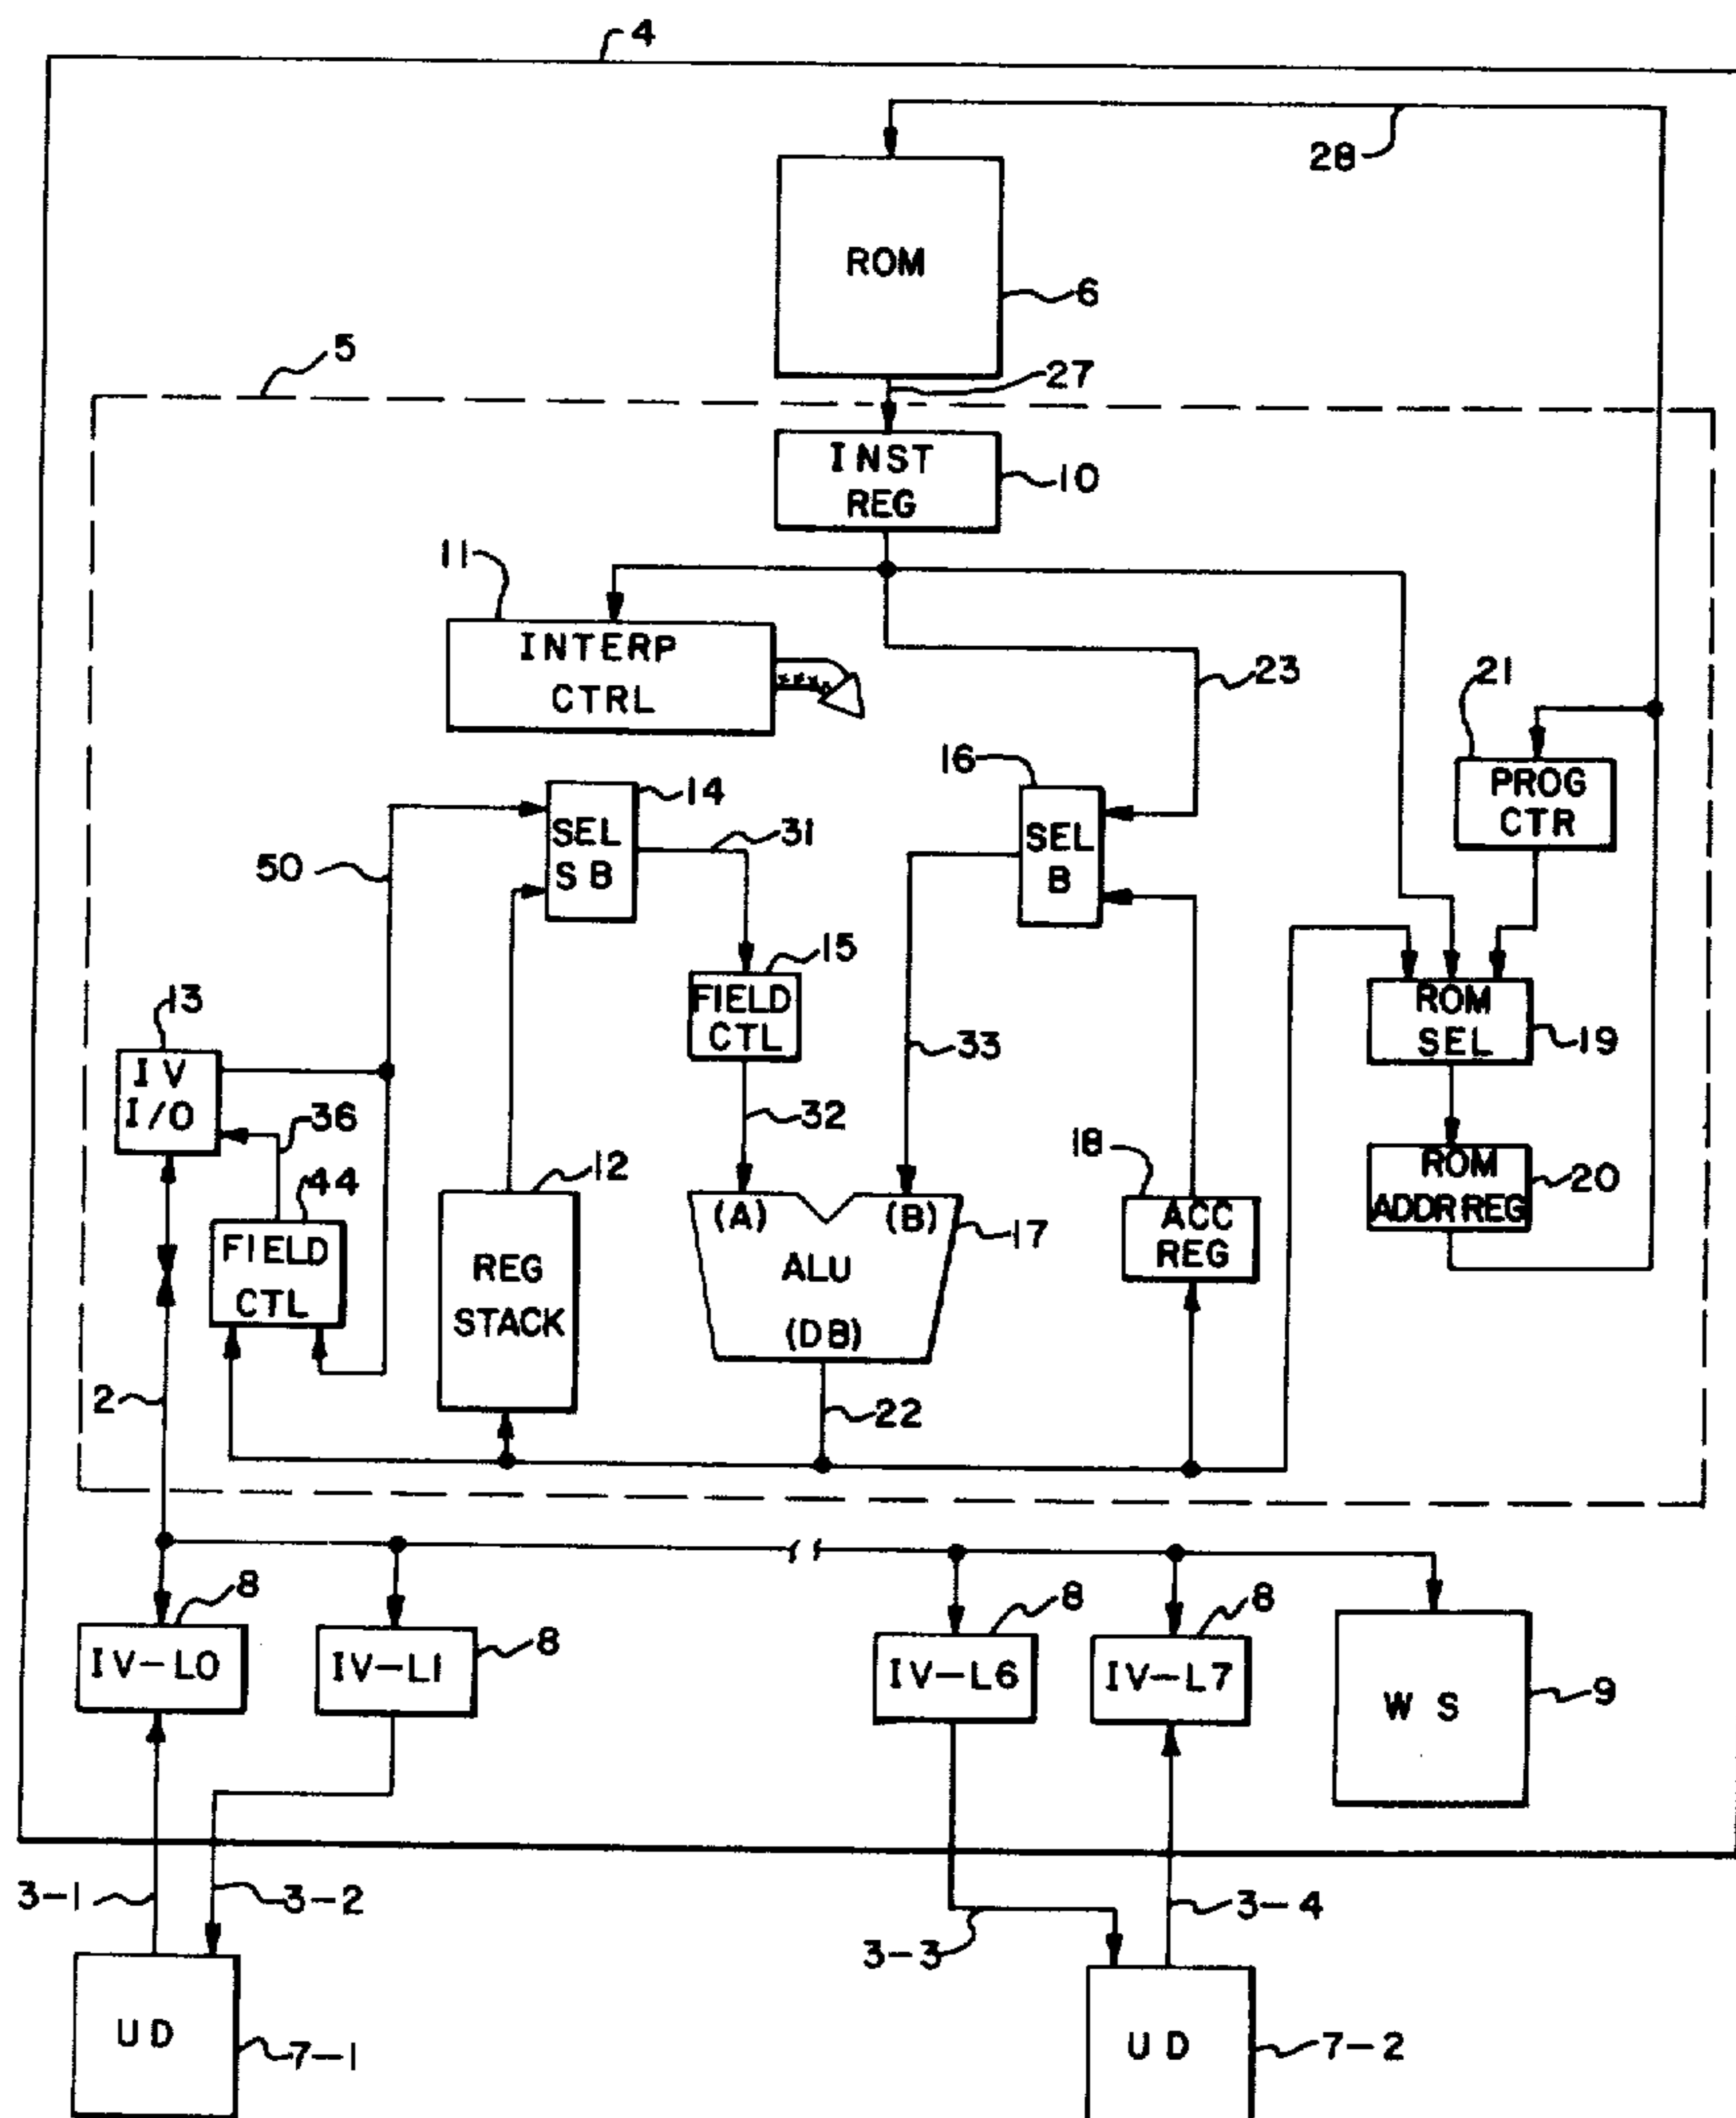 4
28
ROM
6
5
27
INST
REG
10
11
INTERP
CTRL
23
21
PROG
CTR
16
14
SEL
SB
31
SEL
B
50
15
FIELD
CTL
13
IV
I/O
36
33
ROM
SEL
19
32
44
12
18
ROM
ADDR REG
20
FIELD
CTL
REG
STACK
(A)
(B)
ALU
(DB)
17
ACC
REG
2
22
8
IV-L0
IV-L1
8
8
IV-L6
8
IV-L7
WS
9
3-1
3-2
3-3
3-4
UD
7-1
UD
7-2